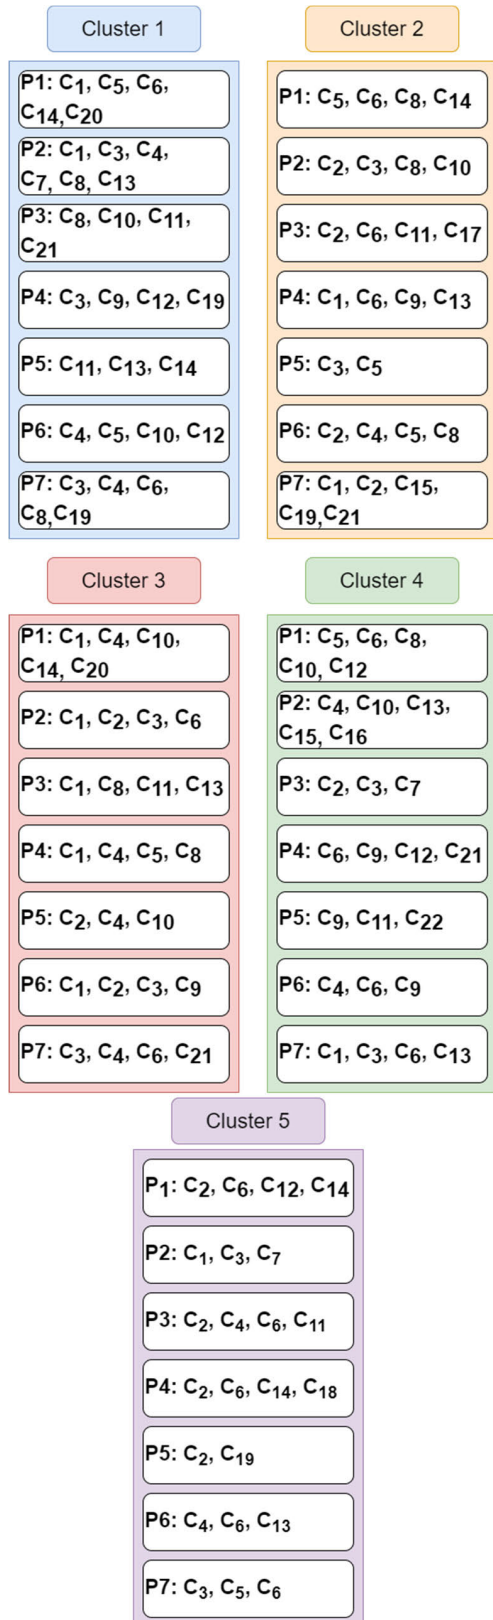 Cluster 1
P1: C1, C5, C6,
C14,C20
P2: C1, C3, C4,
C7, C8, C13
P3: C8, C10, C11,
C21
P4: C3, C9, C12, C19
P5: C11, C13, C14
P6: C4, C5, C10, C12
P7: C3, C4, C6,
C8,C19
Cluster 2
P1: C5, C6, C8, C14
P2: C2, C3, C8, C10
P3: C2, C6, C11, C17
P4: C1, C6, C9, C13
P5: C3, C5
P6: C2, C4, C5, C8
P7: C1, C2, C15,
C19,C21
Cluster 3
P1: C1, C4, C10,
C14, C20
P2: C1, C2, C3, C6
P3: C1, C8, C11, C13
P4: C1, C4, C5, C8
P5: C2, C4, C10
P6: C1, C2, C3, C9
P7: C3, C4, C6, C21
Cluster 4
P1: C5, C6, C8,
C10, C12
P2: C4, C10, C13,
C15, C16
P3: C2, C3, C7
P4: C6, C9, C12, C21
P5: C9, C11, C22
P6: C4, C6, C9
P7: C1, C3, C6, C13
Cluster 5
P1: C2, C6, C12, C14
P2: C1, C3, C7
P3: C2, C4, C6, C11
P4: C2, C6, C14, C18
P5: C2, C19
P6: C4, C6, C13
P7: C3, C5, C6